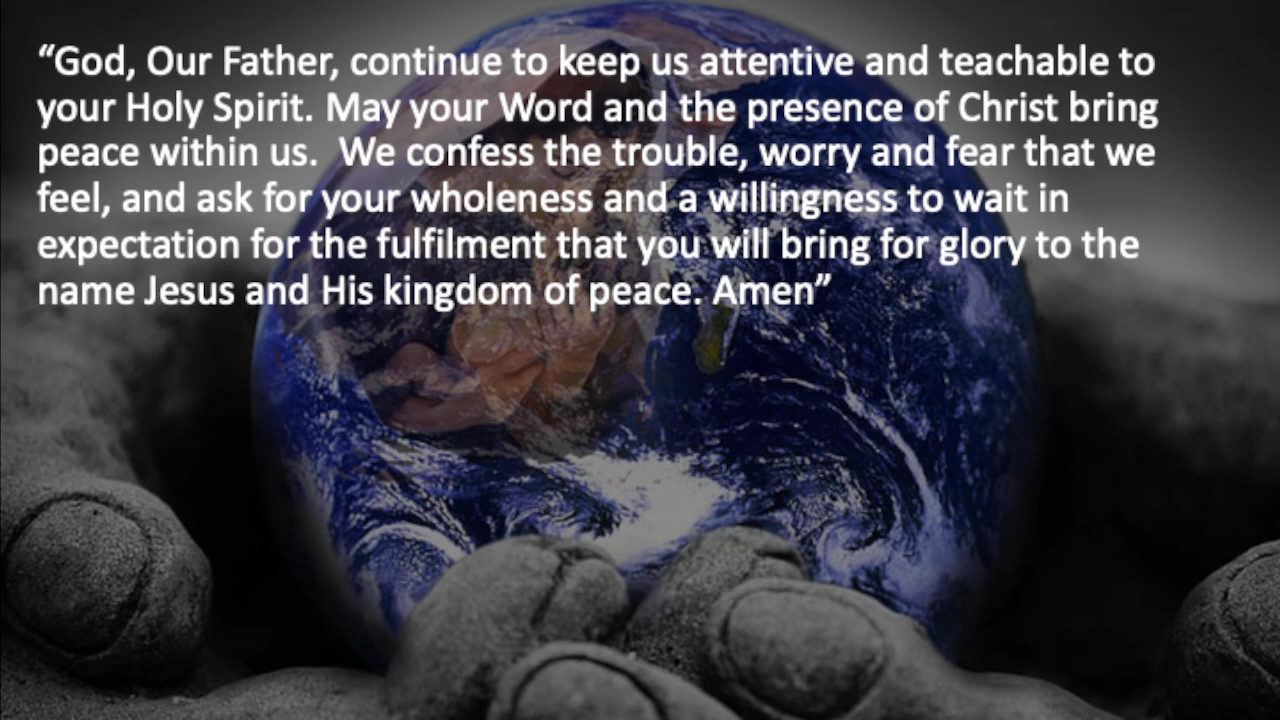 “God, Our Father, continue to keep us attentive and teachable to
your Holy Spirit. May your Word and the presence of Christ bring
peace within us.  We confess the trouble, worry and fear that we
feel, and ask for your wholeness and a willingness to wait in
expectation for the fulfilment that you will bring for glory to the
name Jesus and His kingdom of peace. Amen”